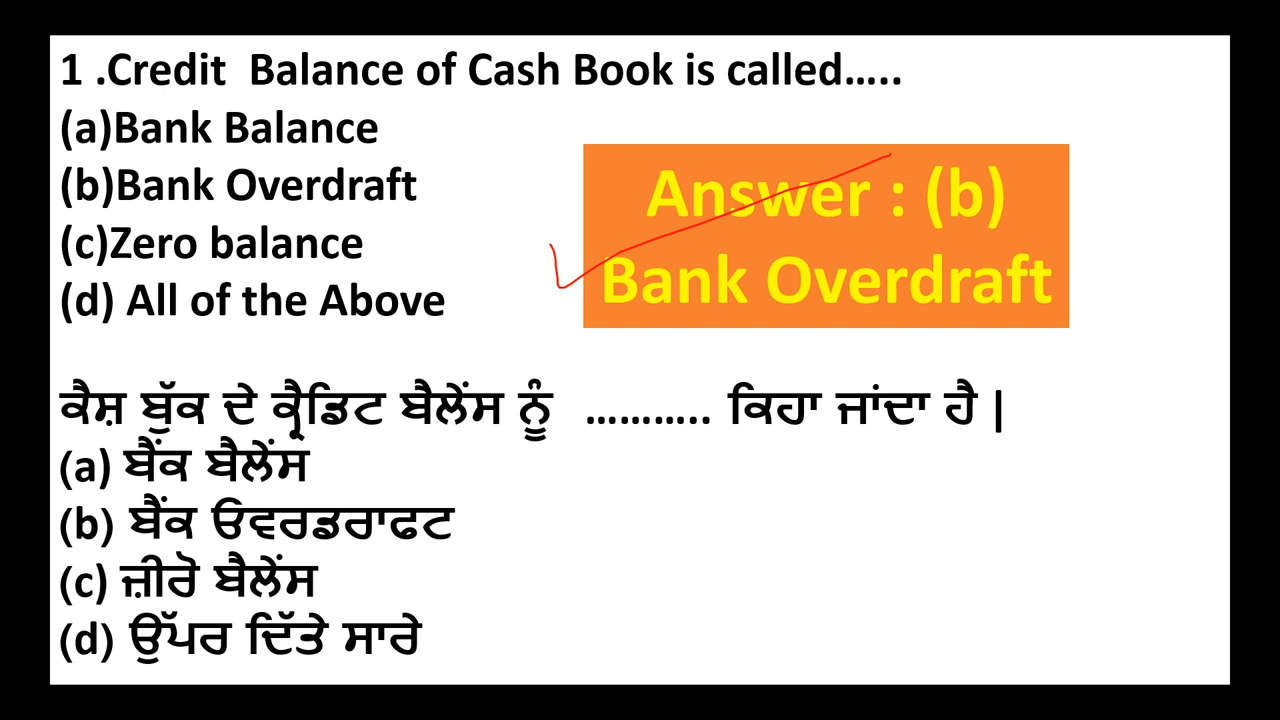 1 .Credit  Balance of Cash Book is called…..
(a)Bank Balance
(b)Bank Overdraft
(c)Zero balance
(d) All of the Above
Answer : (b)
Bank Overdraft
ਕੈਸ਼ ਬੁੱਕ ਦੇ ਕ੍ਰੈਡਿਟ ਬੈਲੇਂਸ ਨੂੰ  ……….. ਕਿਹਾ ਜਾਂਦਾ ਹੈ |
(a) ਬੈਂਕ ਬੈਲੇਂਸ
(b) ਬੈਂਕ ਓਵਰਡਰਾਫਟ
(c) ਜ਼ੀਰੋ ਬੈਲੇਂਸ
(d) ਉੱਪਰ ਦਿੱਤੇ ਸਾਰੇ